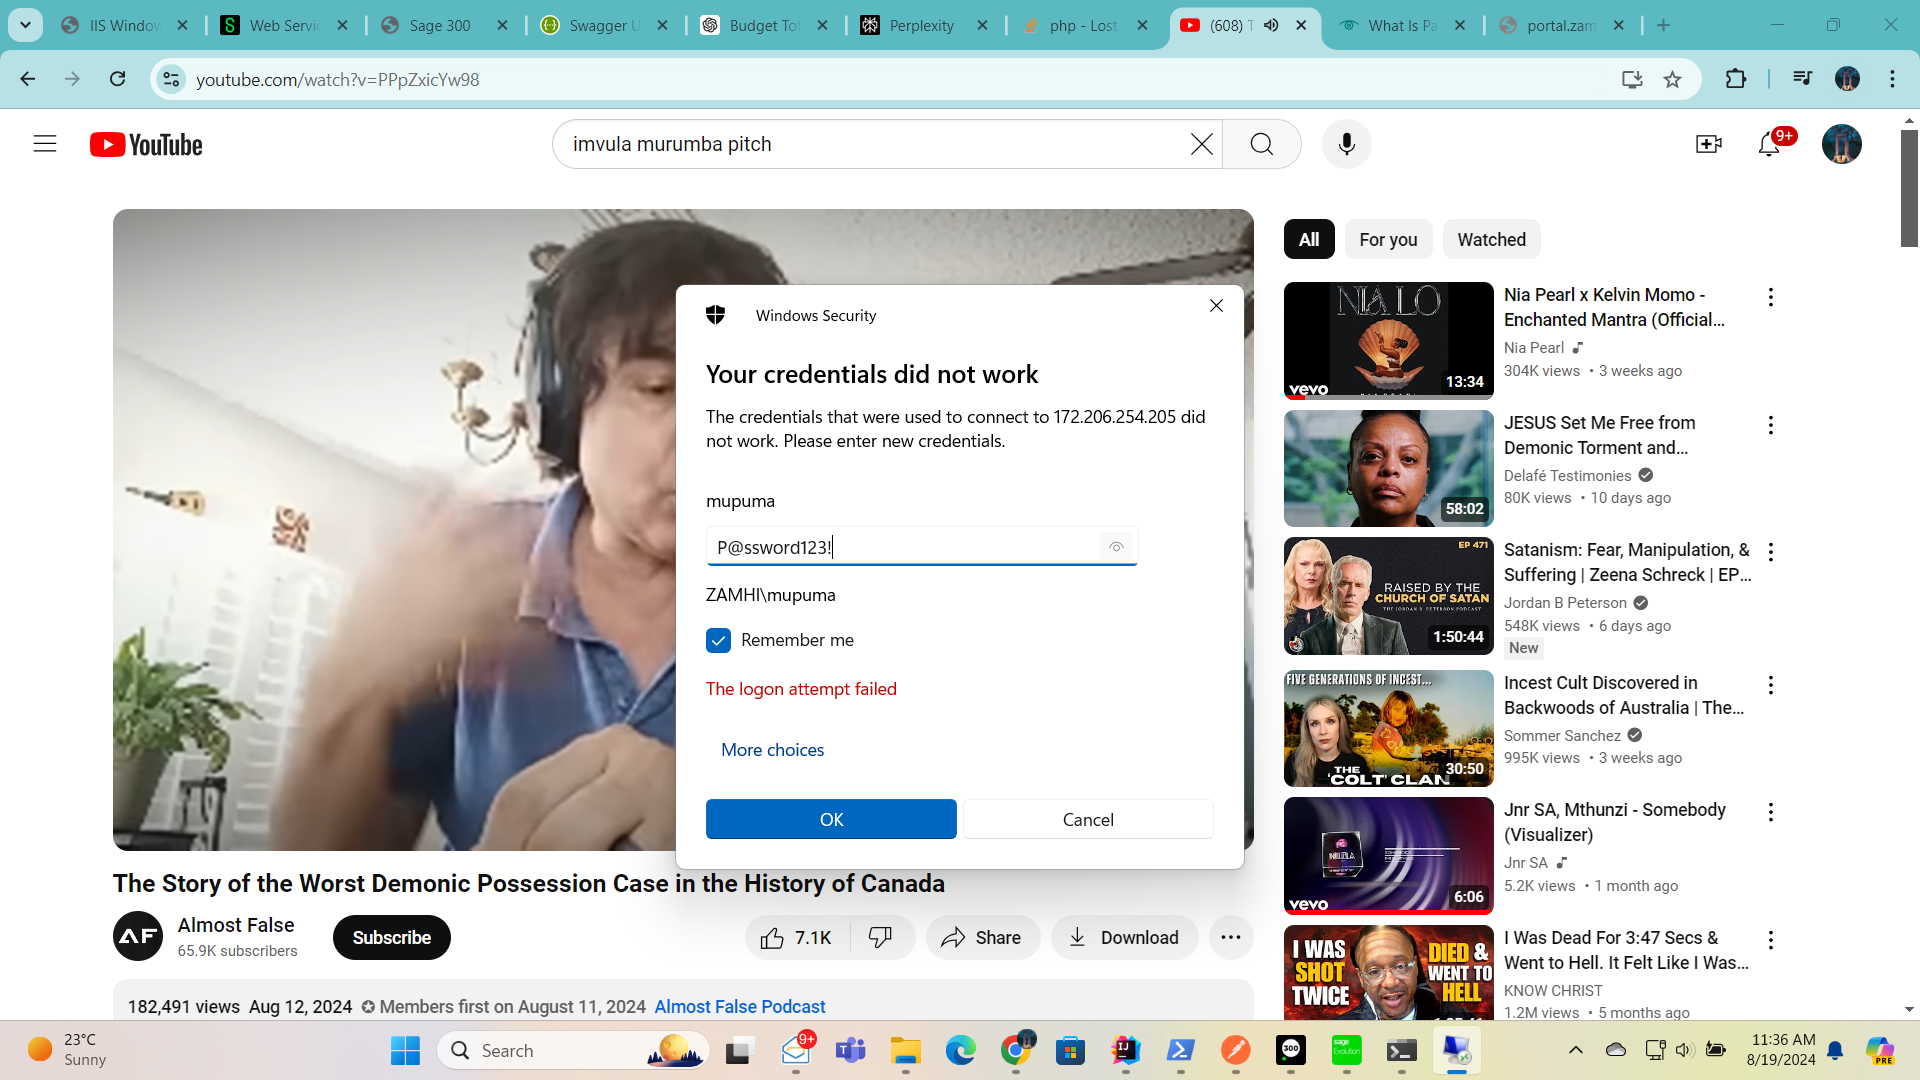 IIS Window
Web Servic
Sage 300
Swagger U
Budget Tot
Perplexity
php - Lost
(608) T
What Is Pa
portal.zam
youtube.com/watch?v=PPpZxicYw98
YouTube
imvula murumba pitch
9+
Windows Security
Your credentials did not work
The credentials that were used to connect to 172.206.254.205 did
not work. Please enter new credentials.
mupuma
P@ssword123!
ZAMHI\mupuma
Remember me
The logon attempt failed
More choices
OK
Cancel
The Story of the Worst Demonic Possession Case in the History of Canada
AF
Almost False
65.9K subscribers
Subscribe
7.1K
Share
Download
182,491 views Aug 12, 2024 Members first on August 11, 2024 Almost False Podcast
All
For you
Watched
NIA LO
vevo
13:34
Nia Pearl x Kelvin Momo -
Enchanted Mantra (Official...
Nia Pearl
304K views • 3 weeks ago
58:02
JESUS Set Me Free from
Demonic Torment and...
Delafé Testimonies
80K views • 10 days ago
EP 471
RAISED BY THE
CHURCH OF SATAN
THE JORDAN B. PETERSON PODCAST
1:50:44
Satanism: Fear, Manipulation, &
Suffering | Zeena Schreck | EP...
Jordan B Peterson
548K views • 6 days ago
New
FIVE GENERATIONS OF INCEST...
THE
'COLT' CLAN
30:50
Incest Cult Discovered in
Backwoods of Australia | The...
Sommer Sanchez
995K views • 3 weeks ago
vevo
6:06
Jnr SA, Mthunzi - Somebody
(Visualizer)
Jnr SA
5.2K views • 1 month ago
I WAS
SHOT
TWICE
DIED &
WENT TO
HELL
I Was Dead For 3:47 Secs &
Went to Hell. It Felt Like I Was...
KNOW CHRIST
1.2M views • 5 months ago
23°C
Sunny
Search
9+
IJ
300
sage
Evolution
PRE
11:36 AM
8/19/2024